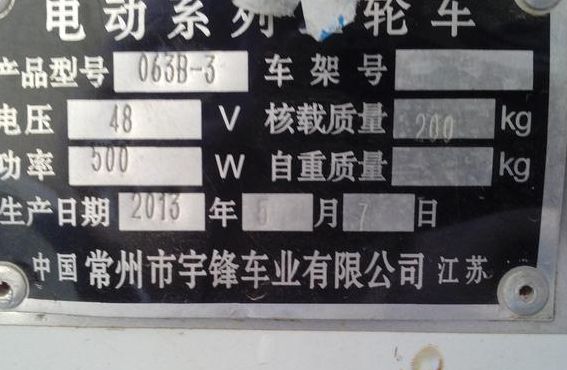 电动系列 轮车
产品型号 063B-3 车架号
电压 48 V 核载质量 200 kg
功率 500 W 自重质量 kg
生产日期 2013 年 6 月 7 日
中国 常州市宇锋车业有限公司 江苏